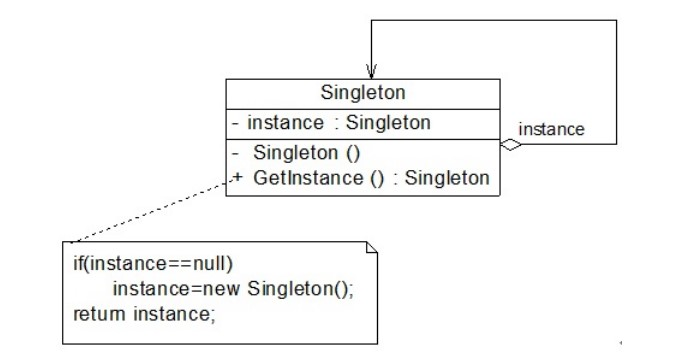 Singleton
- instance : Singleton
instance
- Singleton ()
+ GetInstance () : Singleton
if(instance==null)
instance=new Singleton();
return instance;